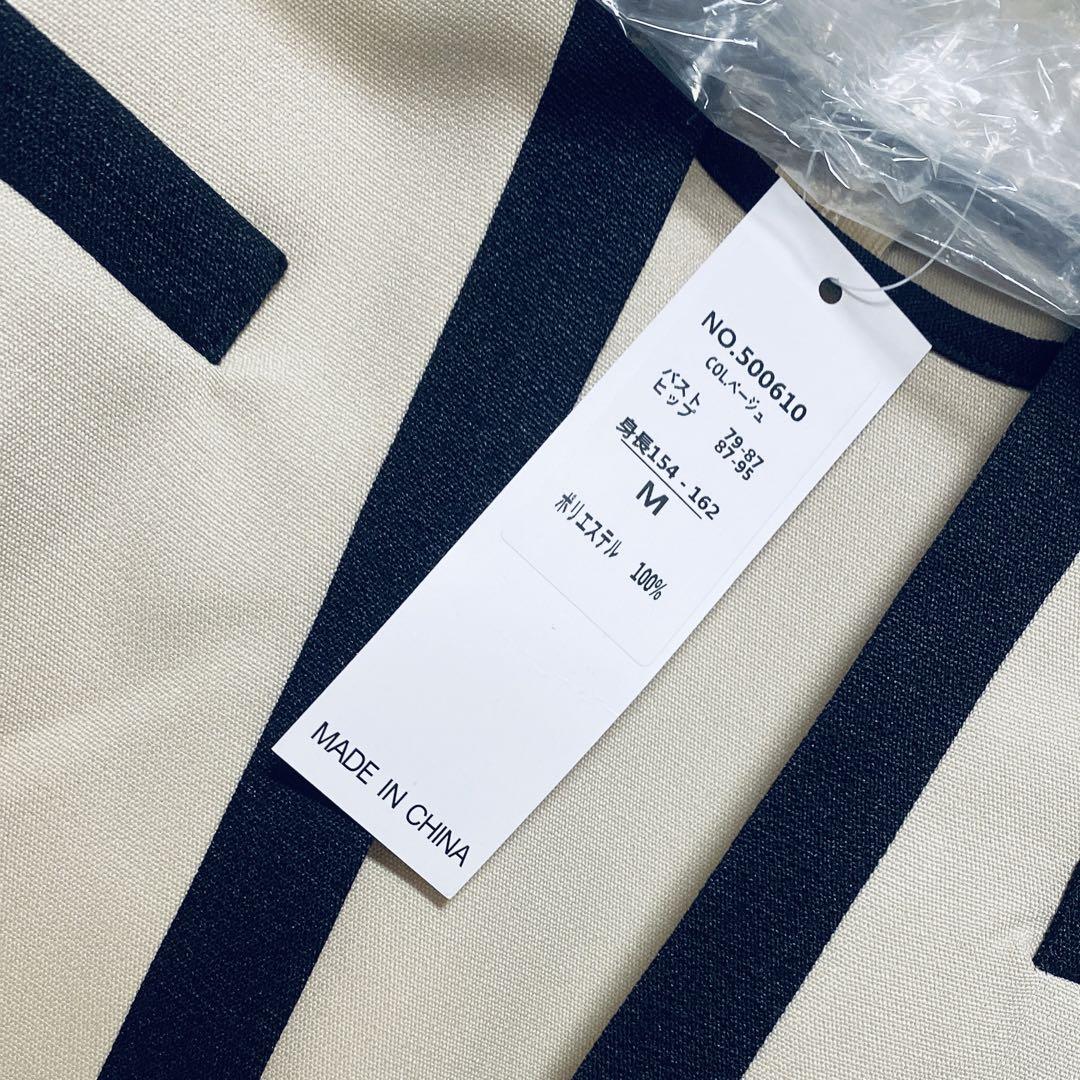 NO.500610
COLベージュ
バスト 79-87
ヒップ 87-95
身長154 - 162
M
ポリエステル 100%
MADE IN CHINA